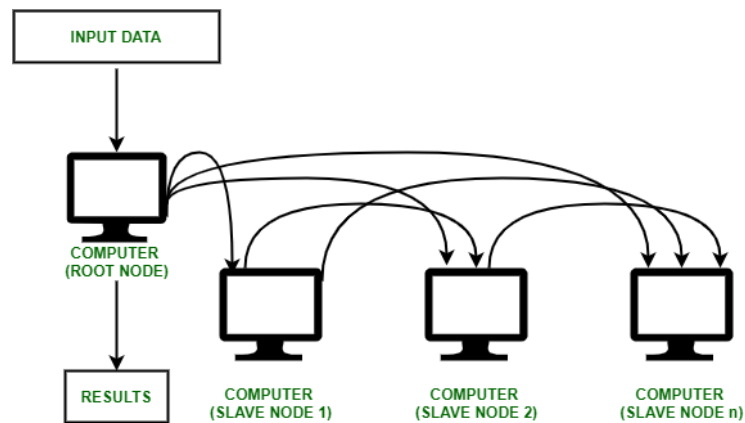 INPUT DATA
COMPUTER
(ROOT NODE)
RESULTS
COMPUTER
(SLAVE NODE 1)
COMPUTER
(SLAVE NODE 2)
COMPUTER
(SLAVE NODE n)